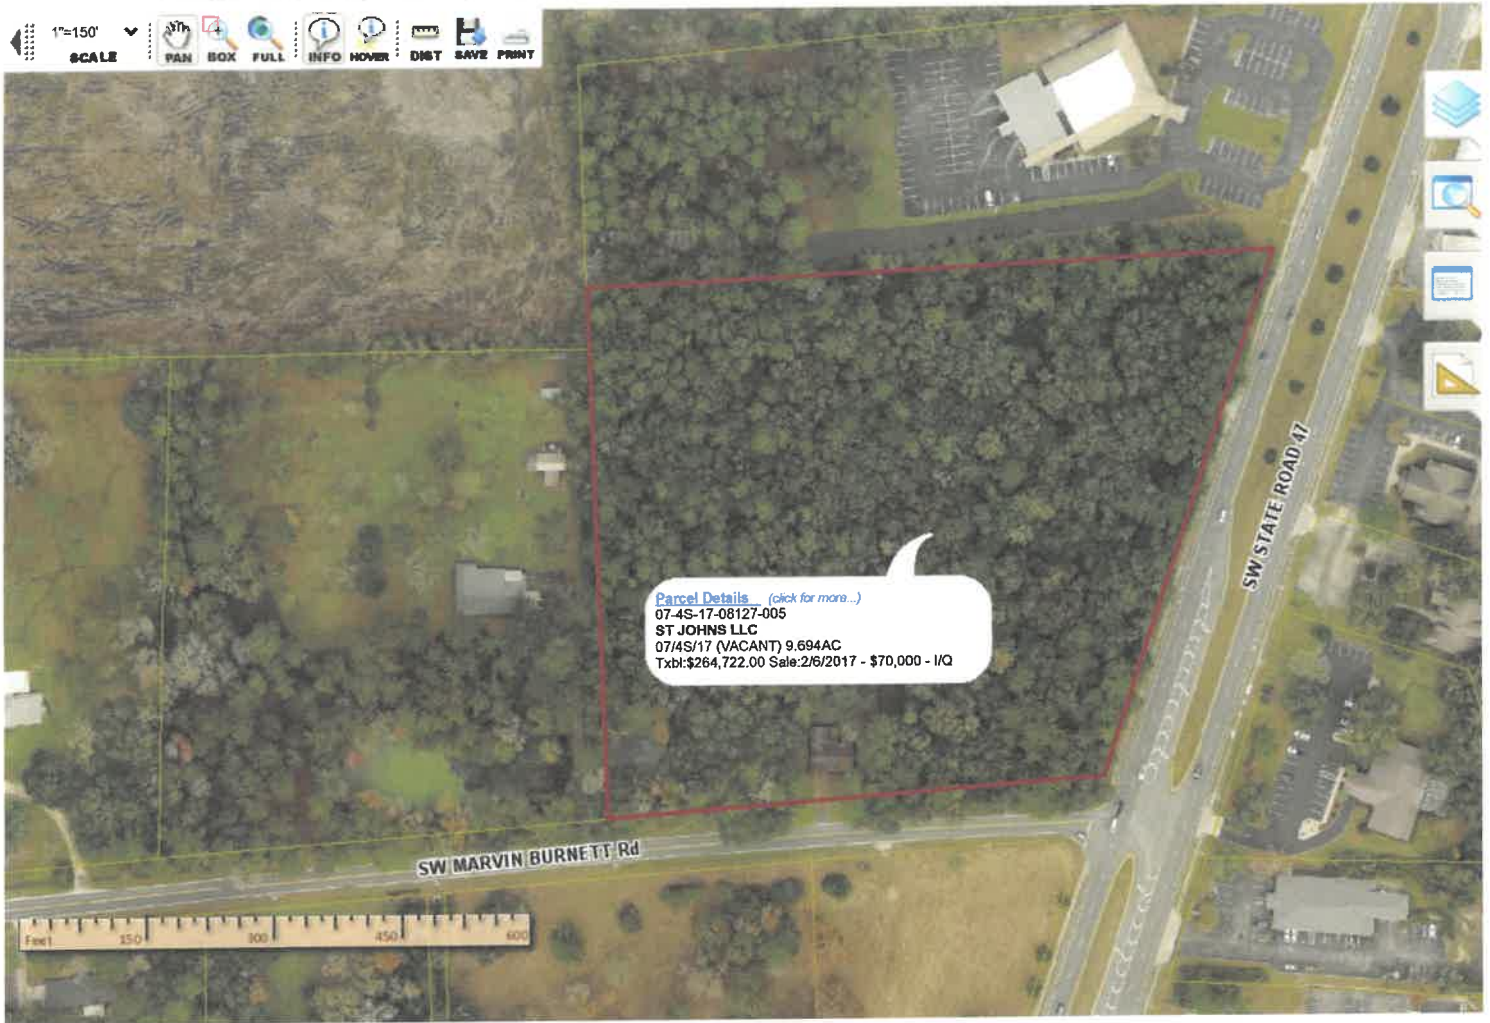 1"=150'
SCALE
PAN BOX FULL INFO HOVER DIST SAVE PRINT
SW STATE ROAD 47
Parcel Details (click for more...)
07-4S-17-08127-005
ST JOHNS LLC
07/4S/17 (VACANT) 9.694AC
Txbl:$264,722.00 Sale:2/6/2017 - $70,000 - I/Q
SW MARVIN BURNETT Rd
Feet 150 300 450 600